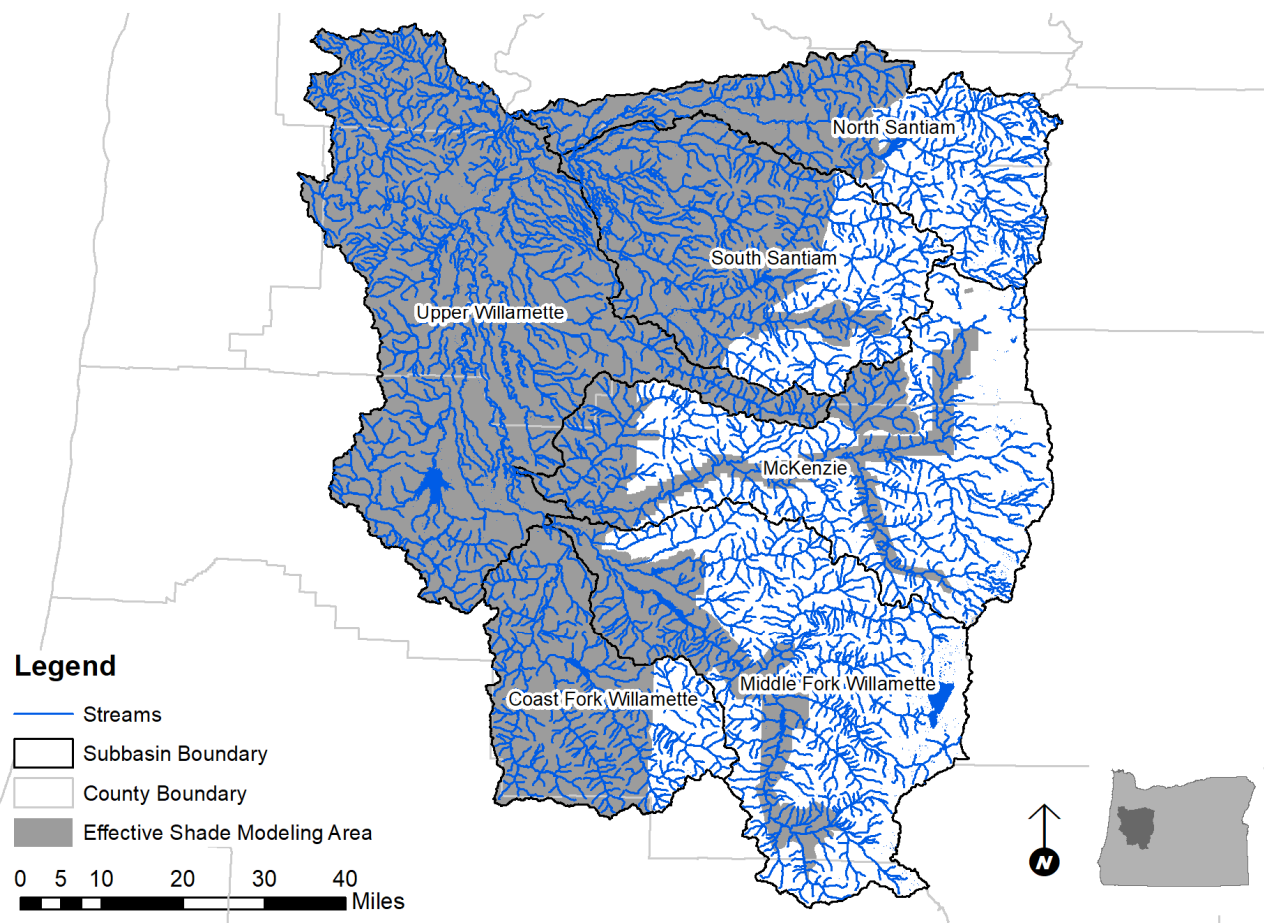 North Santiam
South Santiam
Upper Willamette
McKenzie
Middle Fork Willamette
Coast Fork Willamette
Legend
Streams
Subbasin Boundary
County Boundary
Effective Shade Modeling Area
0 5 10 20 30 40
Miles
N